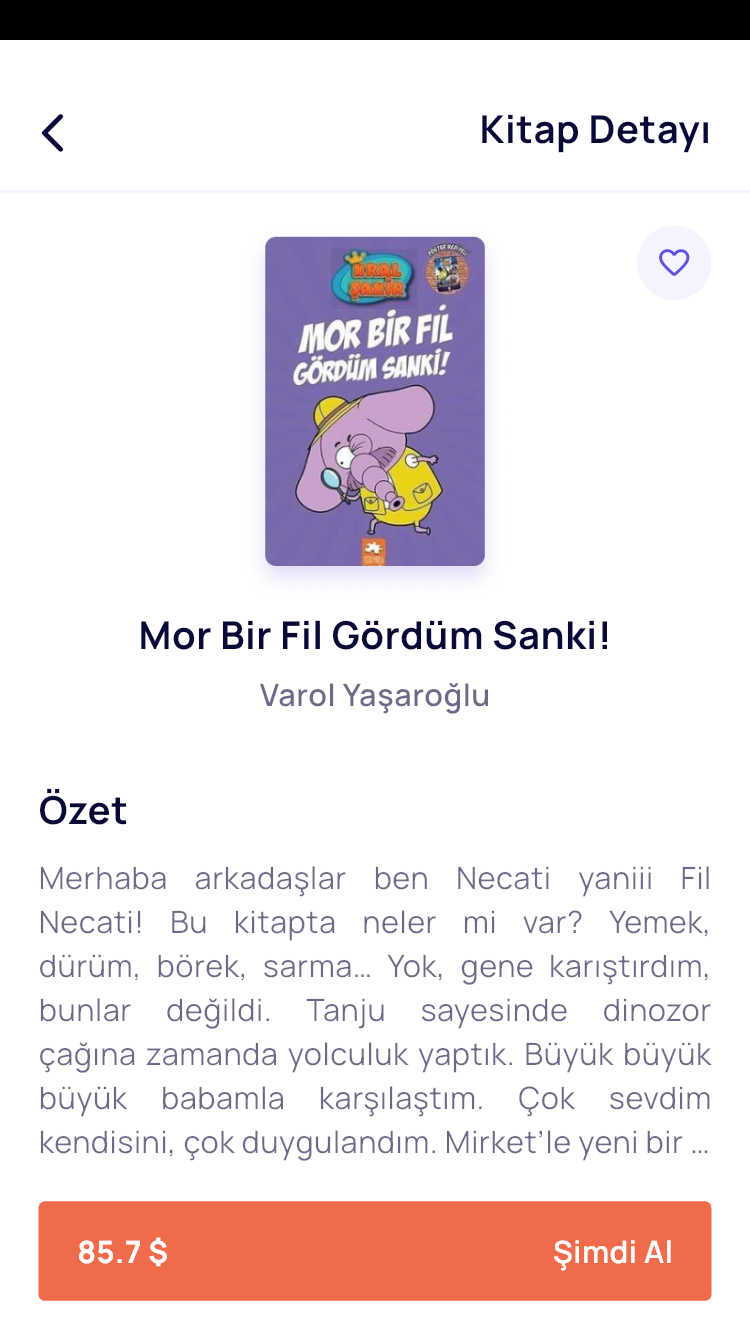 Kitap Detayı
POSTER HEDİYELİ
KRAL
ŞAKİR
MOR BİR FİL
GÖRDÜM SANKİ!
Mor Bir Fil Gördüm Sanki!
Varol Yaşaroğlu
Özet
Merhaba arkadaşlar ben Necati yaniii Fil
Necati! Bu kitapta neler mi var? Yemek,
dürüm, börek, sarma... Yok, gene karıştırdım,
bunlar değildi. Tanju sayesinde dinozor
çağına zamanda yolculuk yaptık. Büyük büyük
büyük babamla karşılaştım. Çok sevdim
kendisini, çok duygulandım. Mirket’le yeni bir ...
85.7 $ Şimdi Al